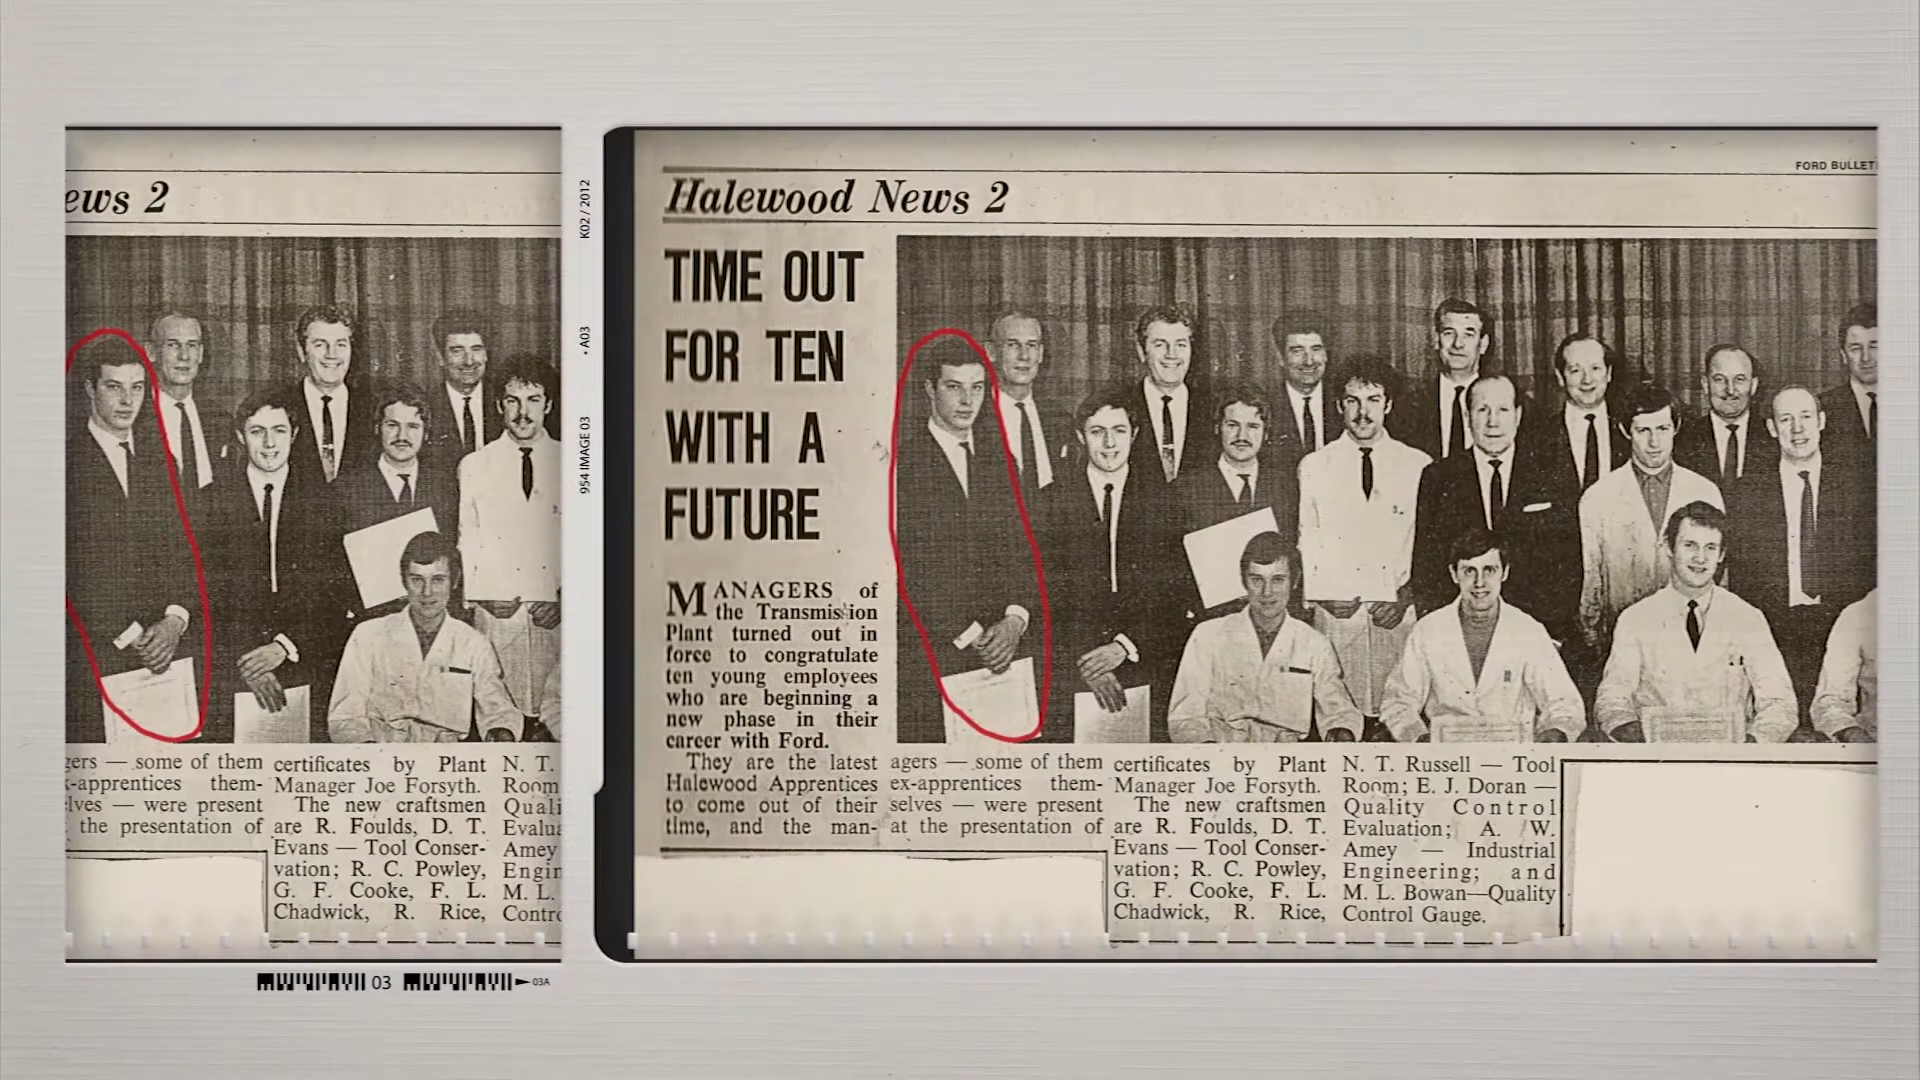 ews 2
gers — some of them
x-apprentices them-
lves — were present
the presentation of
certificates by Plant
Manager Joe Forsyth.
The new craftsmen
are R. Foulds, D. T.
Evans — Tool Conser-
vation; R. C. Powley,
G. F. Cooke, F. L.
Chadwick, R. Rice,
N. T.
Room
Quali
Evalua
Amey
Engin
M. L.
Contro
03
03A
K02 / 2012
• A03
954 IMAGE 03
FORD BULLET
Halewood News 2
TIME OUT
FOR TEN
WITH A
FUTURE
MANAGERS of
the Transmission
Plant turned out in
force to congratulate
ten young employees
who are beginning a
new phase in their
career with Ford.
They are the latest
Halewood Apprentices
to come out of their
time, and the man-
agers — some of them
ex-apprentices them-
selves — were present
at the presentation of
certificates by Plant
Manager Joe Forsyth.
The new craftsmen
are R. Foulds, D. T.
Evans — Tool Conser-
vation; R. C. Powley,
G. F. Cooke, F. L.
Chadwick, R. Rice,
N. T. Russell — Tool
Room; E. J. Doran —
Quality Control
Evaluation; A. W.
Amey — Industrial
Engineering; and
M. L. Bowan—Quality
Control Gauge.